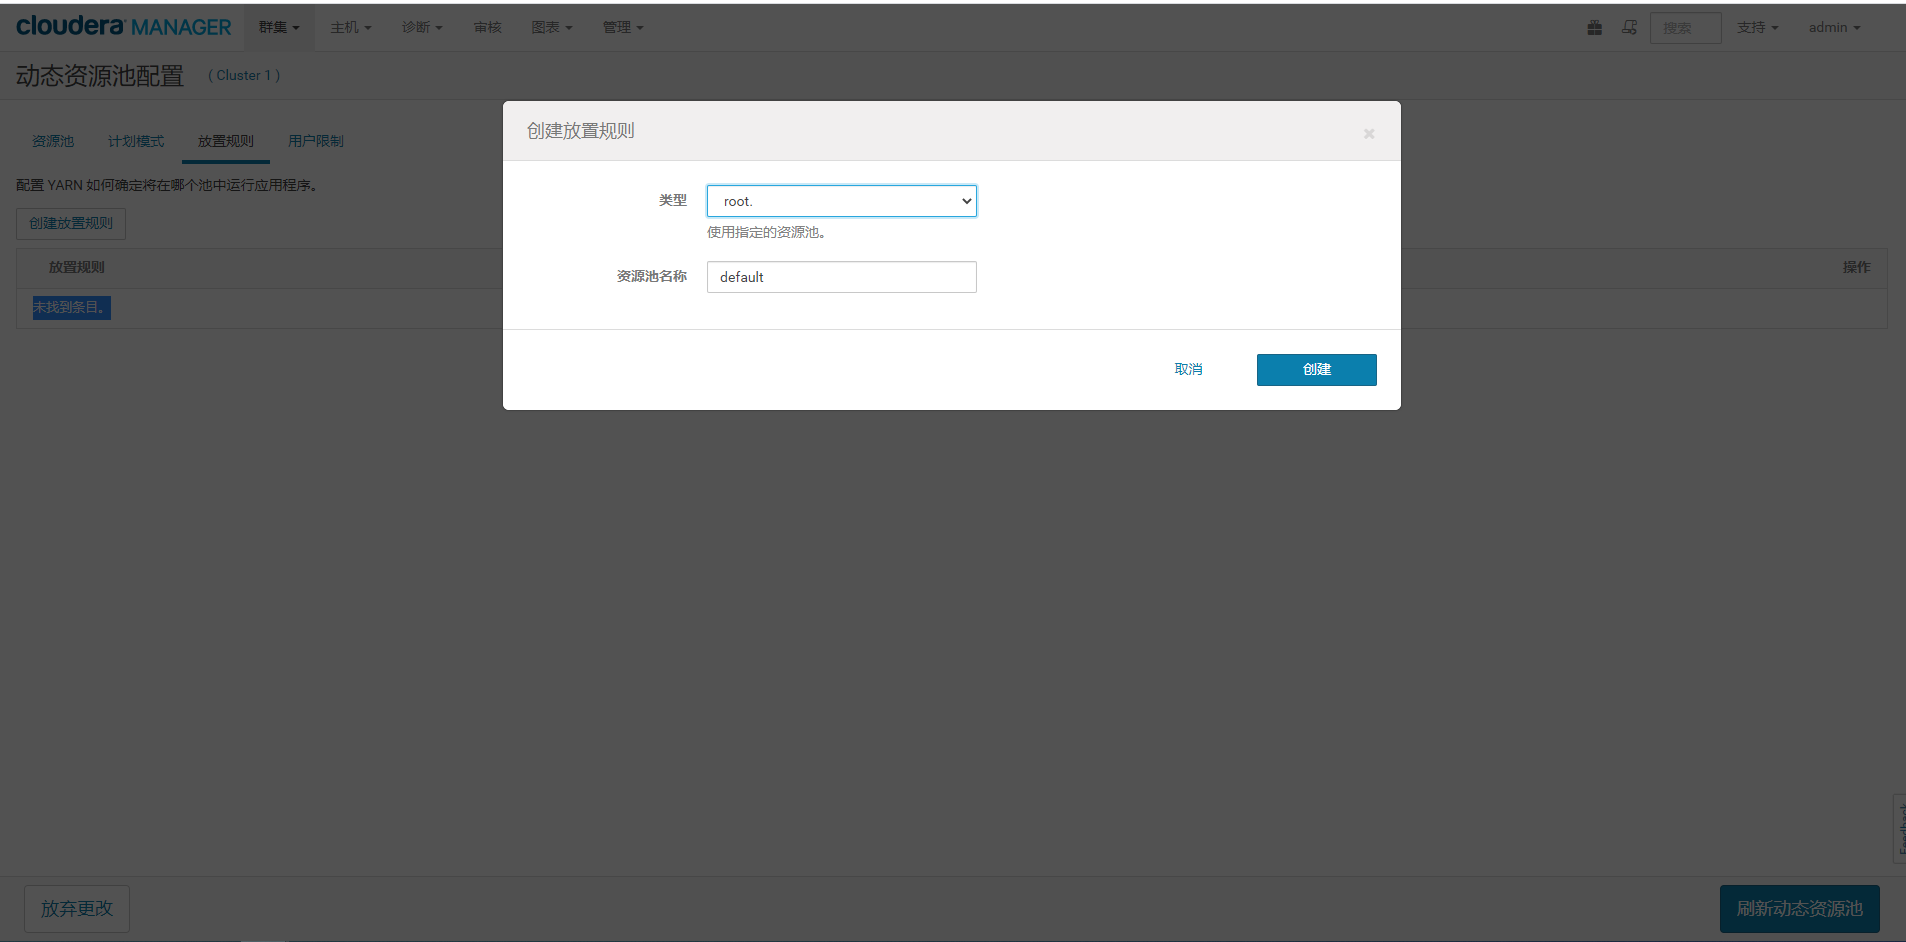 cloudera MANAGER 群集 主机 诊断 审核 图表 管理 搜索 支持 admin
动态资源池配置 ( Cluster 1 )
创建放置规则
资源池 计划模式 放置规则 用户限制
配置 YARN 如何确定将在哪个池中运行应用程序。
类型 root.
使用指定的资源池。
创建放置规则
放置规则 操作
资源池名称 default
未找到条目。
取消 创建
Feedback
放弃更改 刷新动态资源池